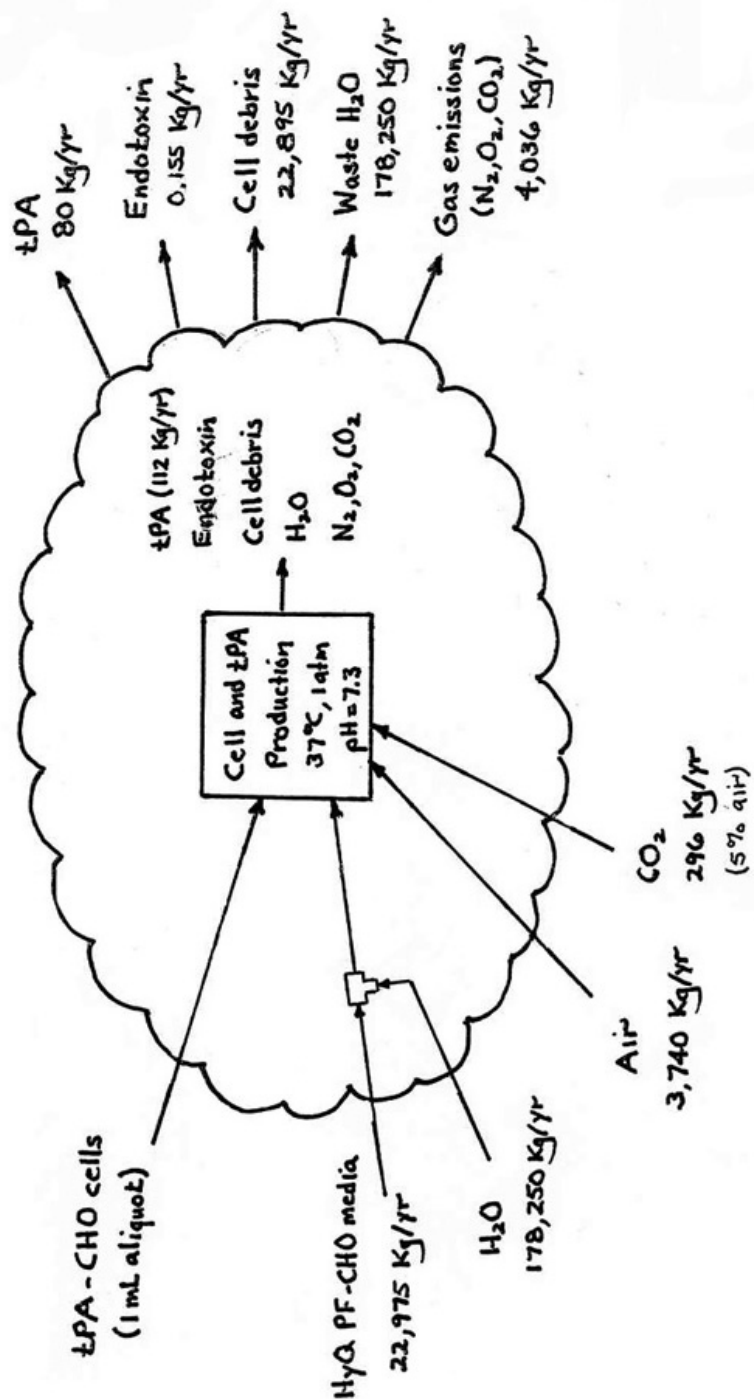 tPA-CHO cells
(1 mL aliquot)
HyQ PF-CHO media
22,975 Kg/yr
H₂O
178,250 Kg/yr
Air
3,740 Kg/yr
CO₂
296 Kg/yr
(5% air)
Cell and tPA
Production
37°C, 1 atm
pH=7.3
tPA (112 Kg/yr)
Endotoxin
Cell debris
H₂O
N₂,O₂,CO₂
tPA
80 Kg/yr
Endotoxin
0.155 Kg/yr
Cell debris
22,895 Kg/yr
Waste H₂O
178,250 Kg/yr
Gas emissions
(N₂,O₂,CO₂)
4,036 Kg/yr